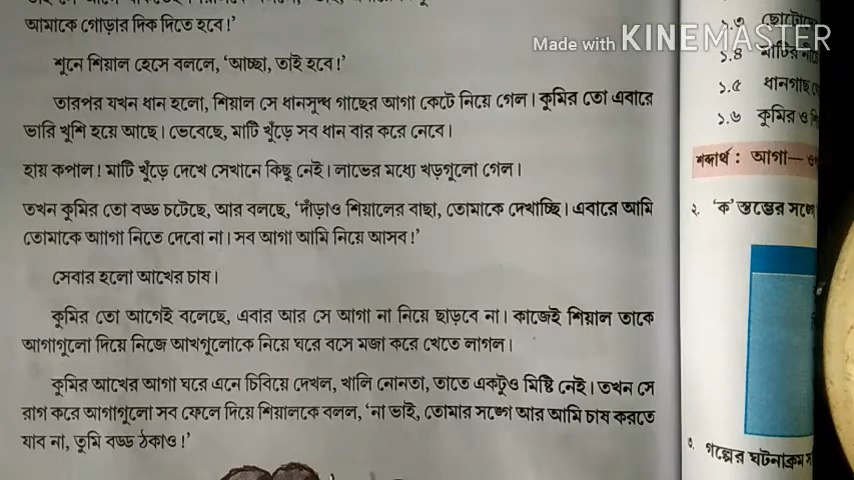 আমাকে গোড়ার দিক দিতে হবে!'
শুনে শিয়াল হেসে বললে, 'আচ্ছা, তাই হবে!'
তারপর যখন ধান হলো, শিয়াল সে ধানসুদ্ধ গাছের আগা কেটে নিয়ে গেল। কুমির তো এবারে
ভারি খুশি হয়ে আছে। ভেবেছে, মাটি খুঁড়ে সব ধান বার করে নেবে।
হায় কপাল! মাটি খুঁড়ে দেখে সেখানে কিছু নেই। লাভের মধ্যে খড়গুলো গেল।
তখন কুমির তো বড্ড চটেছে, আর বলছে, 'দাঁড়াও শিয়ালের বাছা, তোমাকে দেখাচ্ছি। এবারে আমি
তোমাকে আাগা নিতে দেবো না। সব আগা আমি নিয়ে আসব!'
সেবার হলো আখের চাষ।
কুমির তো আগেই বলেছে, এবার আর সে আগা না নিয়ে ছাড়বে না। কাজেই শিয়াল তাকে
আগাগুলো দিয়ে নিজে আখগুলোকে নিয়ে ঘরে বসে মজা করে খেতে লাগল।
কুমির আখের আগা ঘরে এনে চিবিয়ে দেখল, খালি নোনতা, তাতে একটুও মিষ্টি নেই। তখন সে
রাগ করে আগাগুলো সব ফেলে দিয়ে শিয়ালকে বলল, 'না ভাই, তোমার সঙ্গে আর আমি চাষ করতে
যাব না, তুমি বড্ড ঠকাও!'
Made with KINEMASTER
১.৩
১.৪ মাটির
১.৫ ধানগাছ
১.৬ কুমির ও
শব্দার্থ : আগা—
২. 'ক' স্তম্ভের সঙ্গে
৩. গল্পের ঘটনাক্রম